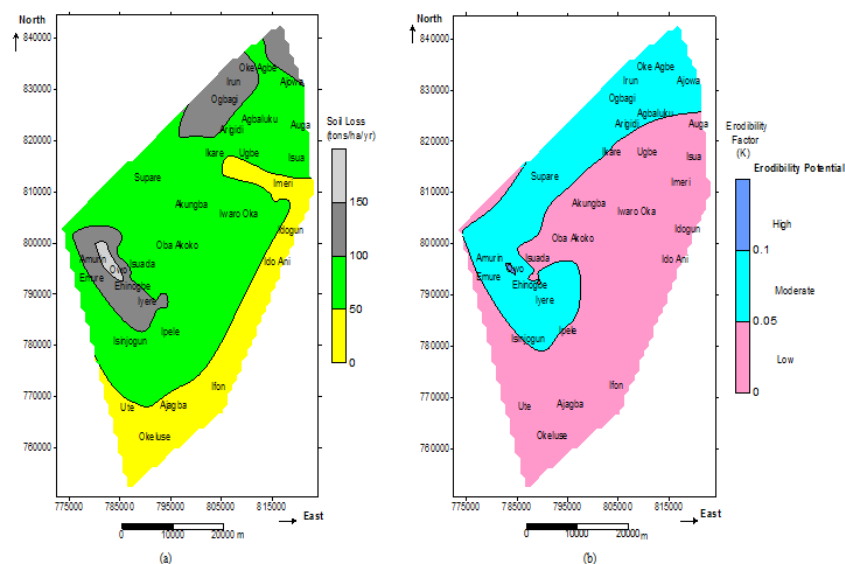 North
840000
830000
820000
810000
800000
790000
780000
770000
760000
Oke Agbe
Irun
Ajowa
Ogbagi
Agbaluku
Arigidi
Auga
Ikare
Ugbe
Isua
Supare
Imeri
Akungba
Iwaro Oka
Idogun
Oba Akoko
Amurin
Isuada
Ido Ani
Owo
Emure
Ehinogbe
Iyere
Ipele
Isinjogun
Ifon
Ute
Ajagba
Okeluse
775000 785000 795000 805000 815000
East
0 10000 20000 m
(a)
Soil Loss
(tons/ha/yr)
150
100
50
0
North
840000
830000
820000
810000
800000
790000
780000
770000
760000
Oke Agbe
Irun
Ajowa
Ogbagi
Agbaluku
Arigidi
Auga
Ikare
Ugbe
Isua
Supare
Imeri
Akungba
Iwaro Oka
Idogun
Oba Akoko
Amurin
Isuada
Ido Ani
Owo
Emure
Ehinogbe
Iyere
Ipele
Isinjogun
Ifon
Ute
Ajagba
Okeluse
775000 785000 795000 805000 815000
East
0 10000 20000 m
(b)
Erodibility
Factor
(K)
Erodibility Potential
High
0.1
Moderate
0.05
Low
0